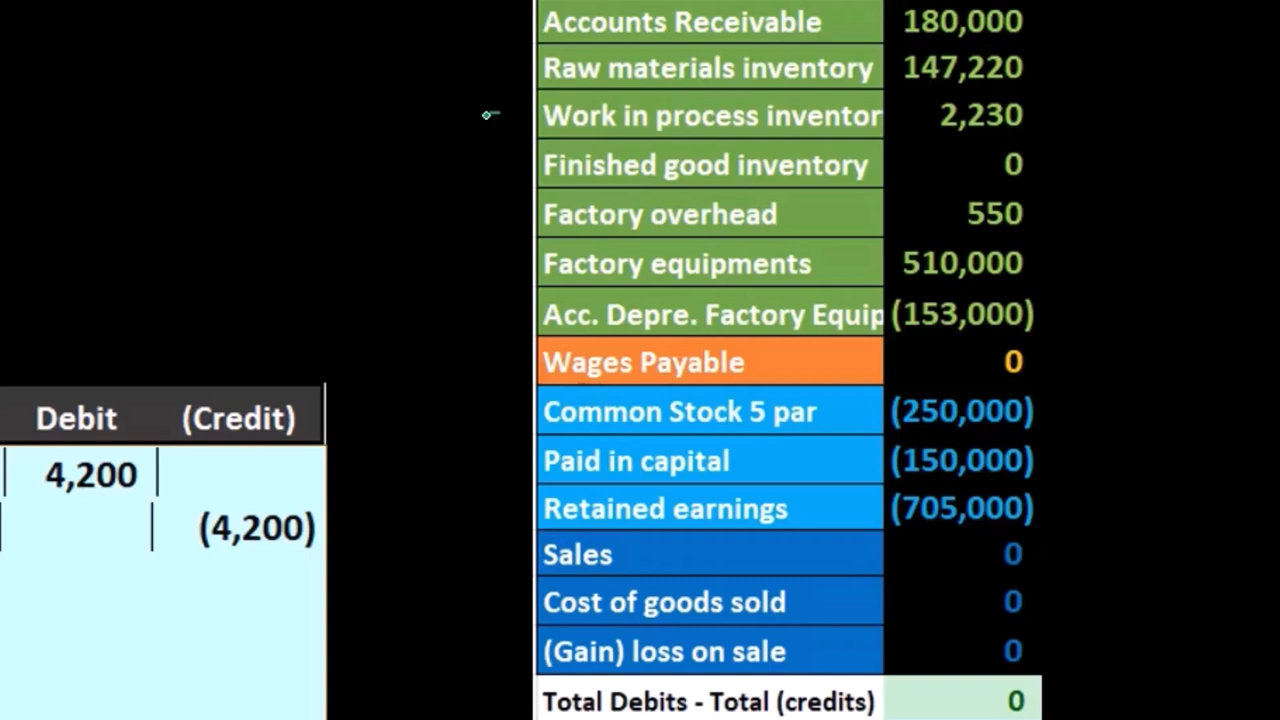 Accounts Receivable 180,000
Raw materials inventory 147,220
Work in process inventor 2,230
Finished good inventory 0
Factory overhead 550
Factory equipments 510,000
Acc. Depre. Factory Equip (153,000)
Wages Payable 0
Common Stock 5 par (250,000)
Paid in capital (150,000)
Retained earnings (705,000)
Sales 0
Cost of goods sold 0
(Gain) loss on sale 0
Total Debits - Total (credits) 0
Debit (Credit)
4,200
(4,200)